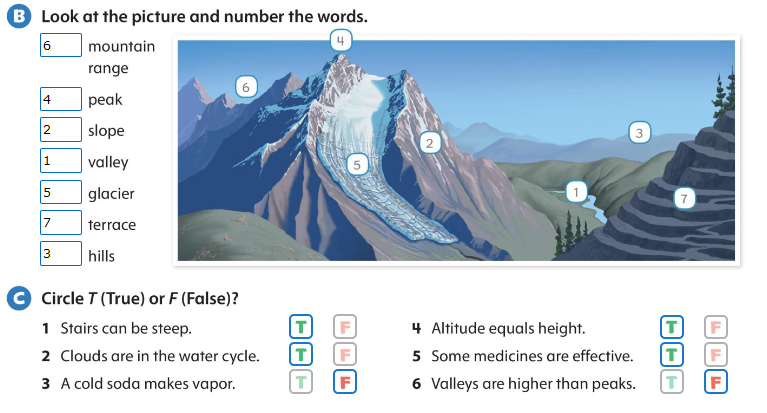 B Look at the picture and number the words.
6 mountain
range
4 peak
2 slope
1 valley
5 glacier
7 terrace
3 hills
4
6
3
2
5
1
7
C Circle T (True) or F (False)?
1 Stairs can be steep. T F
2 Clouds are in the water cycle. T F
3 A cold soda makes vapor. T F
4 Altitude equals height. T F
5 Some medicines are effective. T F
6 Valleys are higher than peaks. T F